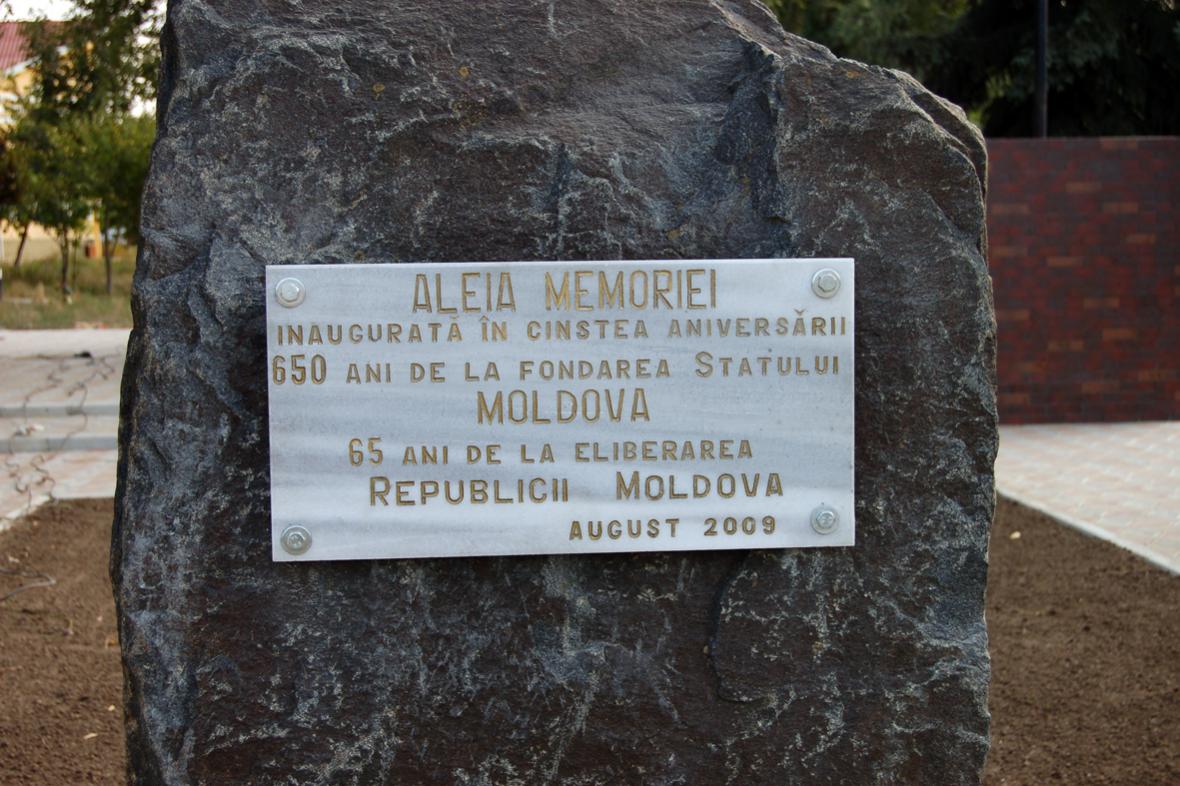 ALEIA MEMORIEI
INAUGURATĂ ÎN CINSTEA ANIVERSĂRII
650 ANI DE LA FONDAREA STATULUI
MOLDOVA
65 ANI DE LA ELIBERAREA
REPUBLICII MOLDOVA
AUGUST 2009